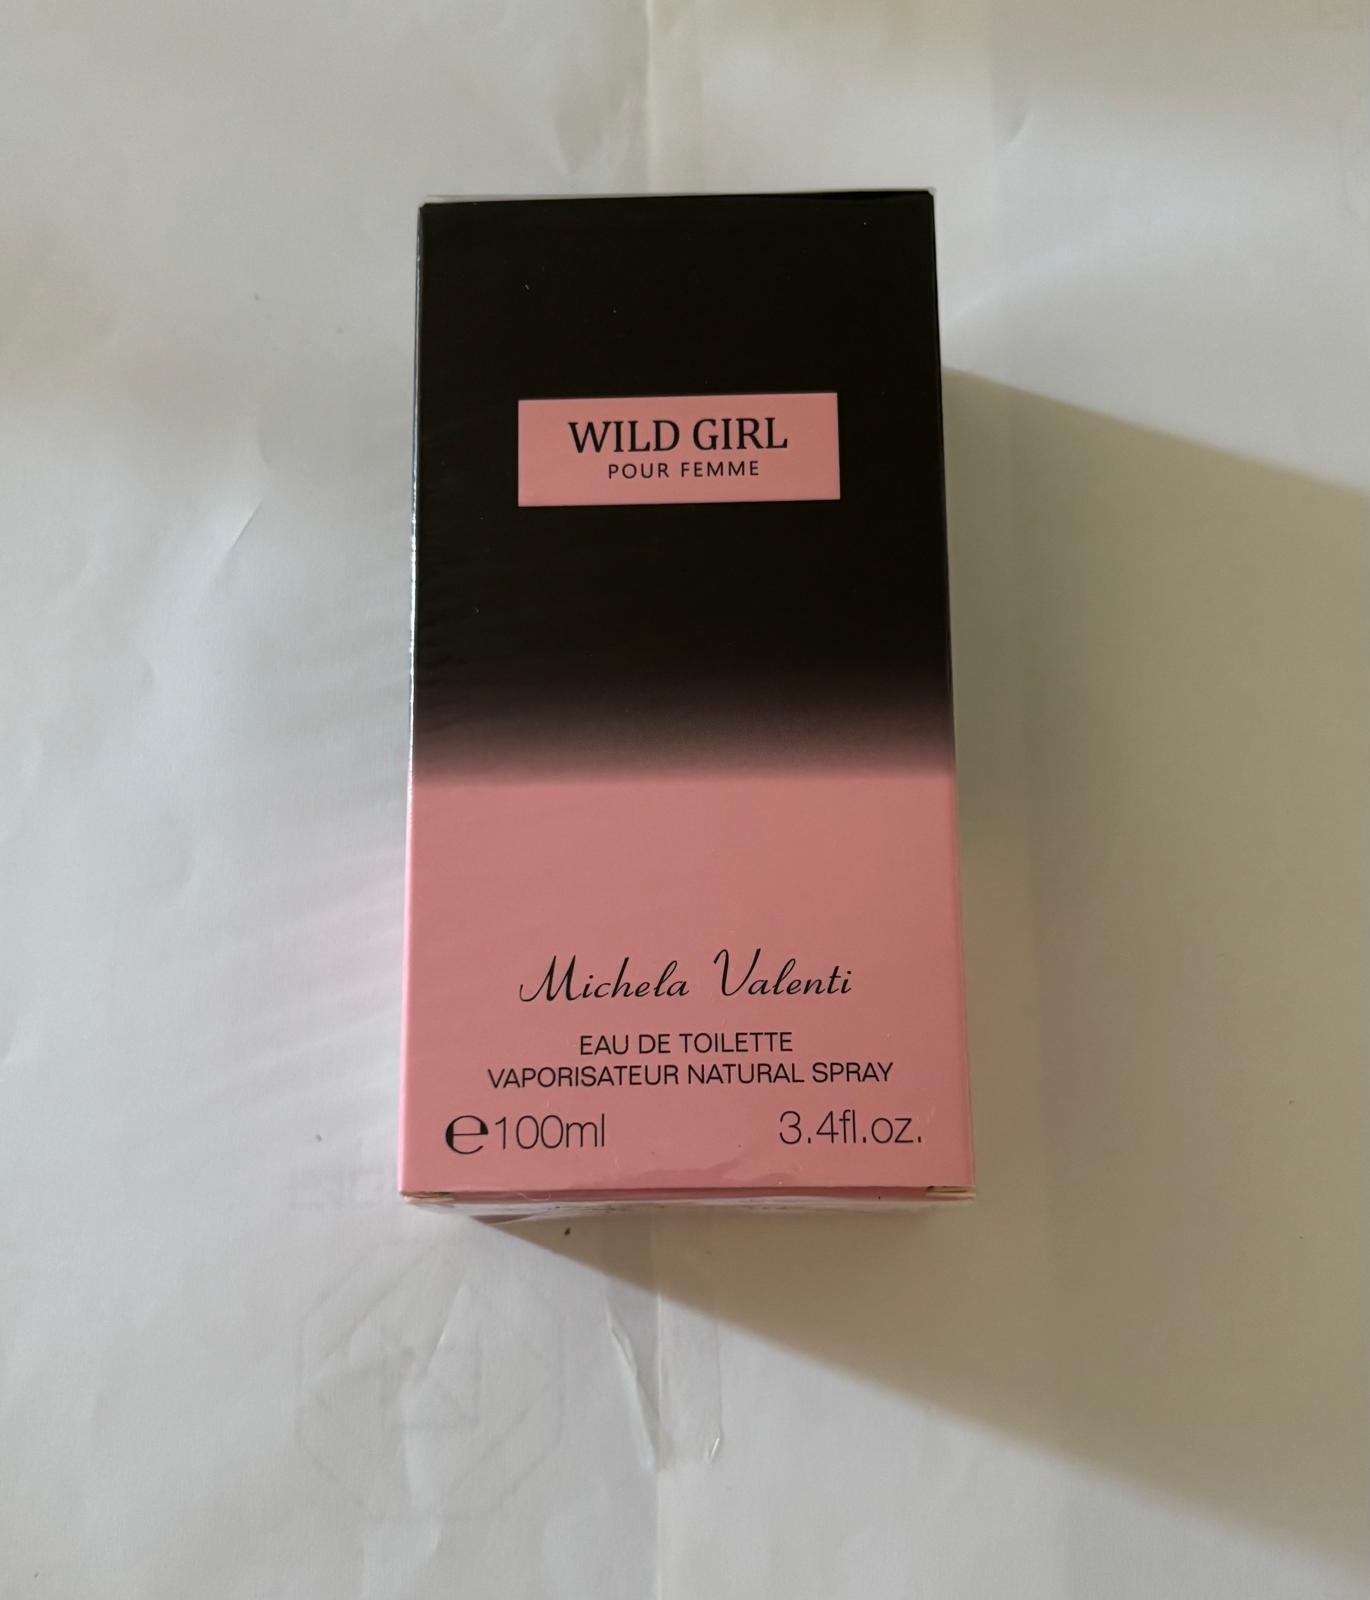 WILD GIRL
POUR FEMME
Michela Valenti
EAU DE TOILETTE
VAPORISATEUR NATURAL SPRAY
℮100ml 3.4fl.oz.